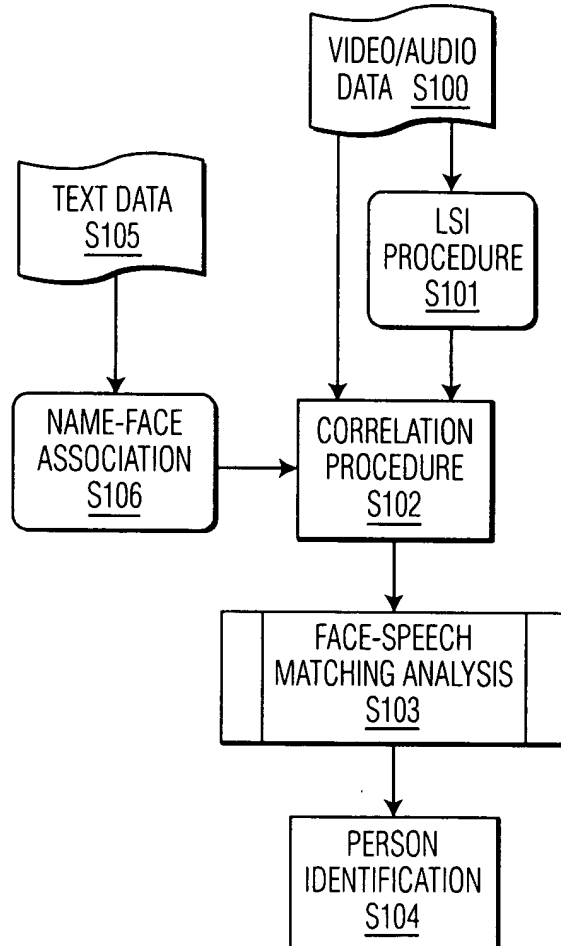 VIDEO/AUDIO
DATA S100
TEXT DATA
S105
LSI
PROCEDURE
S101
NAME-FACE
ASSOCIATION
S106
CORRELATION
PROCEDURE
S102
FACE-SPEECH
MATCHING ANALYSIS
S103
PERSON
IDENTIFICATION
S104